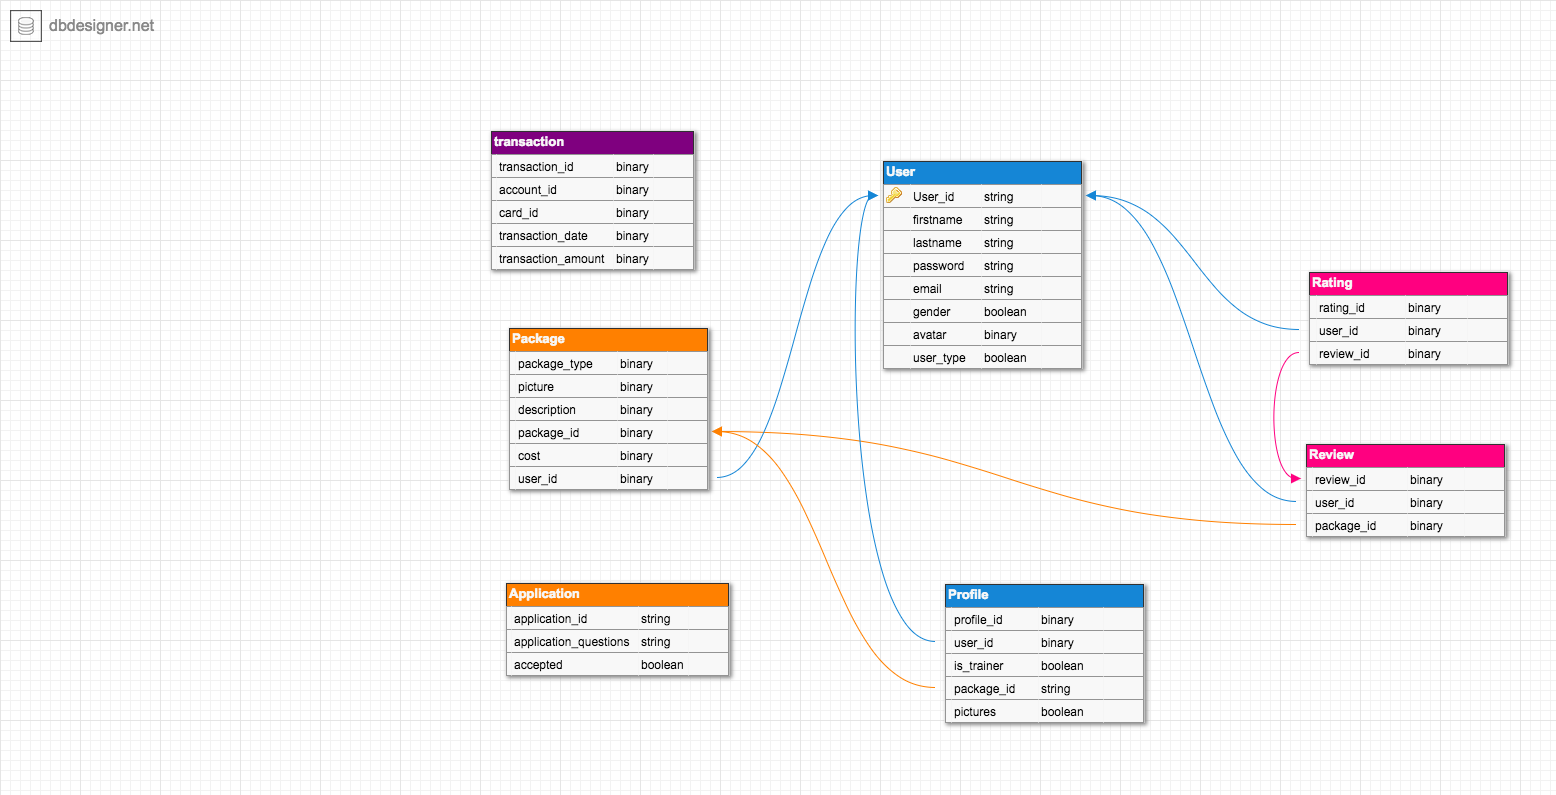 dbdesigner.net
transaction
transaction_id binary
account_id binary
card_id binary
transaction_date binary
transaction_amount binary
User
User_id string
firstname string
lastname string
password string
email string
gender boolean
avatar binary
user_type boolean
Rating
rating_id binary
user_id binary
review_id binary
Package
package_type binary
picture binary
description binary
package_id binary
cost binary
user_id binary
Review
review_id binary
user_id binary
package_id binary
Application
application_id string
application_questions string
accepted boolean
Profile
profile_id binary
user_id binary
is_trainer boolean
package_id string
pictures boolean